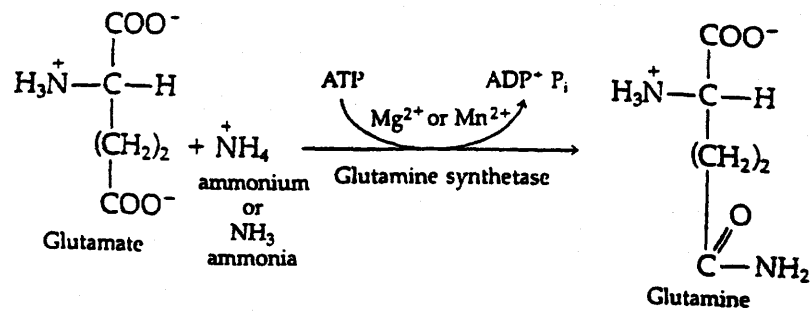 COO⁻
H₃N⁺—C—H
(CH₂)₂ + N⁺H₄
COO⁻
Glutamate
ammonium
or
NH₃
ammonia
ATP
ADP⁺ Pᵢ
Mg²⁺ or Mn²⁺
Glutamine synthetase
COO⁻
H₃N⁺—C—H
(CH₂)₂
O
C—NH₂
Glutamine